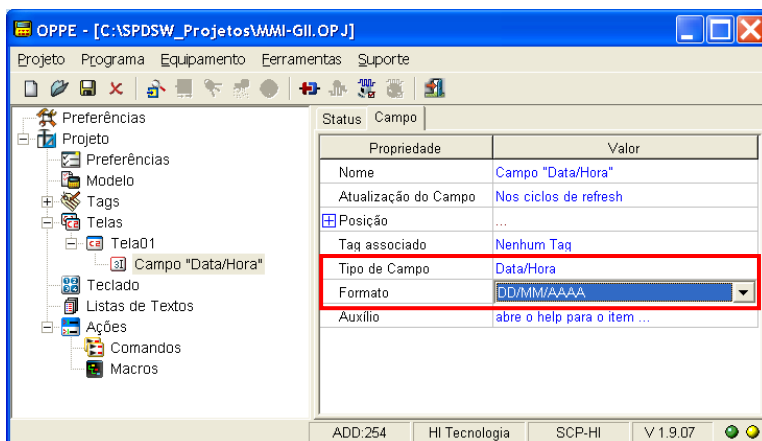 OPPE - [C:\SPDSW_Projetos\MMI-GII.OPJ]
Projeto Programa Equipamento Ferramentas Suporte
Preferências
Projeto
Preferências
Modelo
Tags
Telas
Tela01
Campo "Data/Hora"
Teclado
Listas de Textos
Ações
Comandos
Macros
Status Campo
Propriedade Valor
Nome Campo "Data/Hora"
Atualização do Campo Nos ciclos de refresh
Posição ...
Tag associado Nenhum Tag
Tipo de Campo Data/Hora
Formato DD/MM/AAAA
Auxílio abre o help para o item ...
ADD:254 HI Tecnologia SCP-HI V 1.9.07